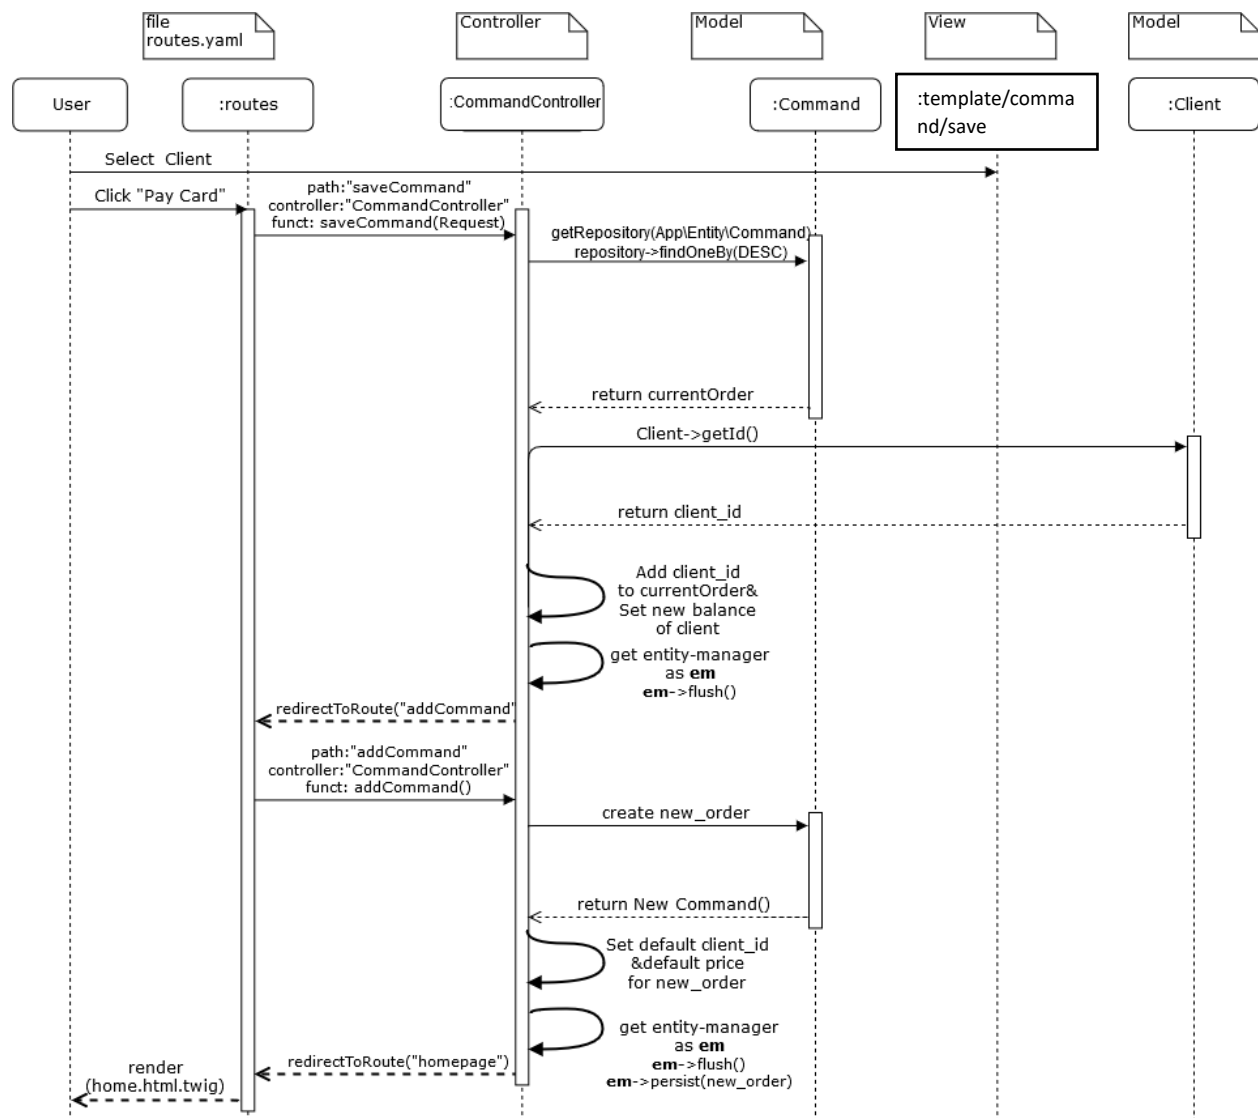 file
routes.yaml
Controller
Model
View
Model
User
:routes
:CommandController
:Command
:template/comma
nd/save
:Client
Select Client
Click "Pay Card"
path:"saveCommand"
controller:"CommandController"
funct: saveCommand(Request)
getRepository(App\Entity\Command)
repository->findOneBy(DESC)
return currentOrder
Client->getId()
return client_id
Add client_id
to currentOrder&
Set new balance
of client
get entity-manager
as em
em->flush()
redirectToRoute("addCommand"
path:"addCommand"
controller:"CommandController"
funct: addCommand()
create new_order
return New Command()
Set default client_id
&default price
for new_order
get entity-manager
as em
em->flush()
em->persist(new_order)
redirectToRoute("homepage")
render
(home.html.twig)